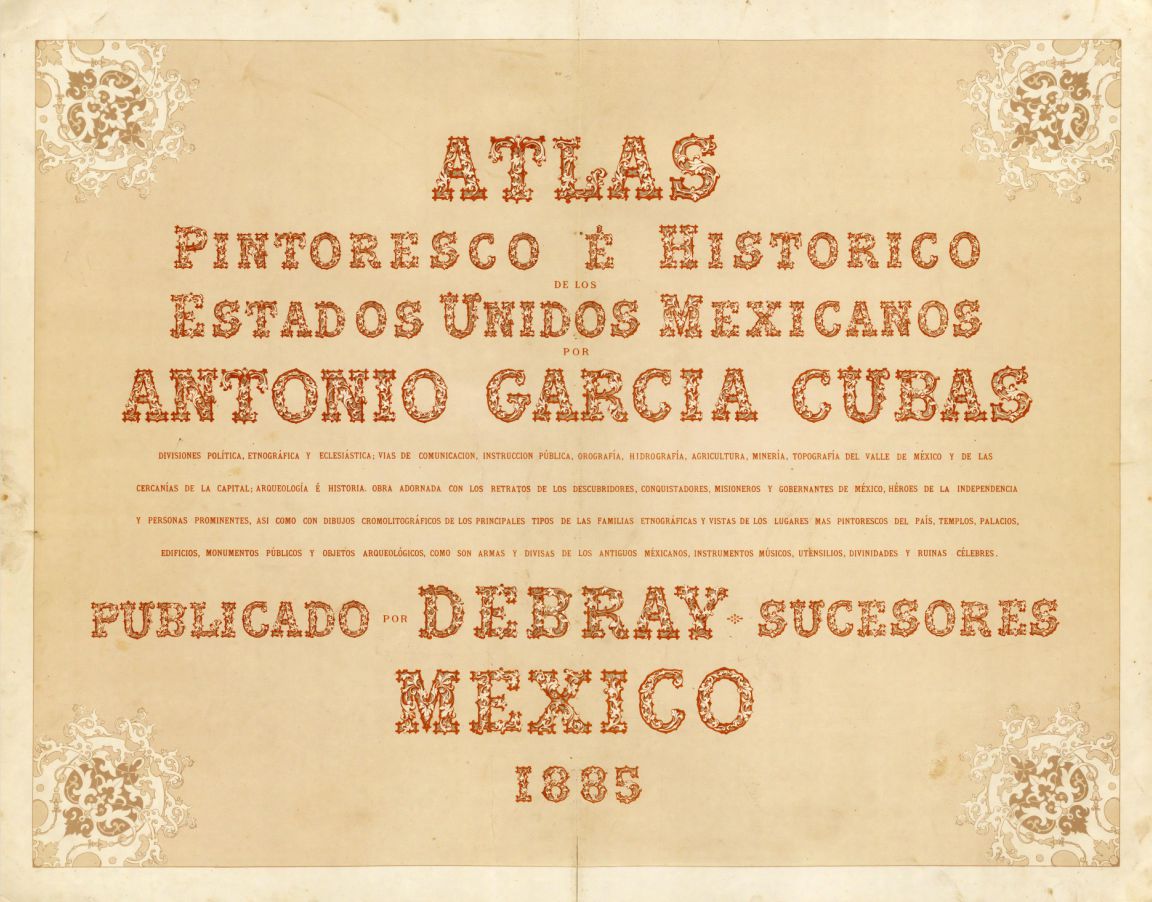 ATLAS
PINTORESCO É HISTORICO
DE LOS
ESTADOS UNIDOS MEXICANOS
POR
ANTONIO GARCIA CUBAS
DIVISIONES POLÍTICA, ETNOGRÁFICA Y ECLESIÁSTICA; VIAS DE COMUNICACION, INSTRUCCION PÚBLICA, OROGRAFÍA, HIDROGRAFÍA, AGRICULTURA, MINERÍA, TOPOGRAFÍA DEL VALLE DE MÉXICO Y DE LAS
CERCANÍAS DE LA CAPITAL; ARQUEOLOGÍA É HISTORIA. OBRA ADORNADA CON LOS RETRATOS DE LOS DESCUBRIDORES, CONQUISTADORES, MISIONEROS Y GOBERNANTES DE MÉXICO, HÉROES DE LA INDEPENDENCIA
Y PERSONAS PROMINENTES, ASI COMO CON DIBUJOS CROMOLITOGRÁFICOS DE LOS PRINCIPALES TIPOS DE LAS FAMILIAS ETNOGRÁFICAS Y VISTAS DE LOS LUGARES MAS PINTORESCOS DEL PAÍS, TEMPLOS, PALACIOS,
EDIFICIOS, MONUMENTOS PÚBLICOS Y OBJETOS ARQUEOLÓGICOS, COMO SON ARMAS Y DIVISAS DE LOS ANTIGUOS MÉXICANOS, INSTRUMENTOS MÚSICOS, UTÈNSILIOS, DIVINIDADES Y RUINAS CÉLEBRES.
PUBLICADO POR DEBRAY SUCESORES
MEXICO
1885